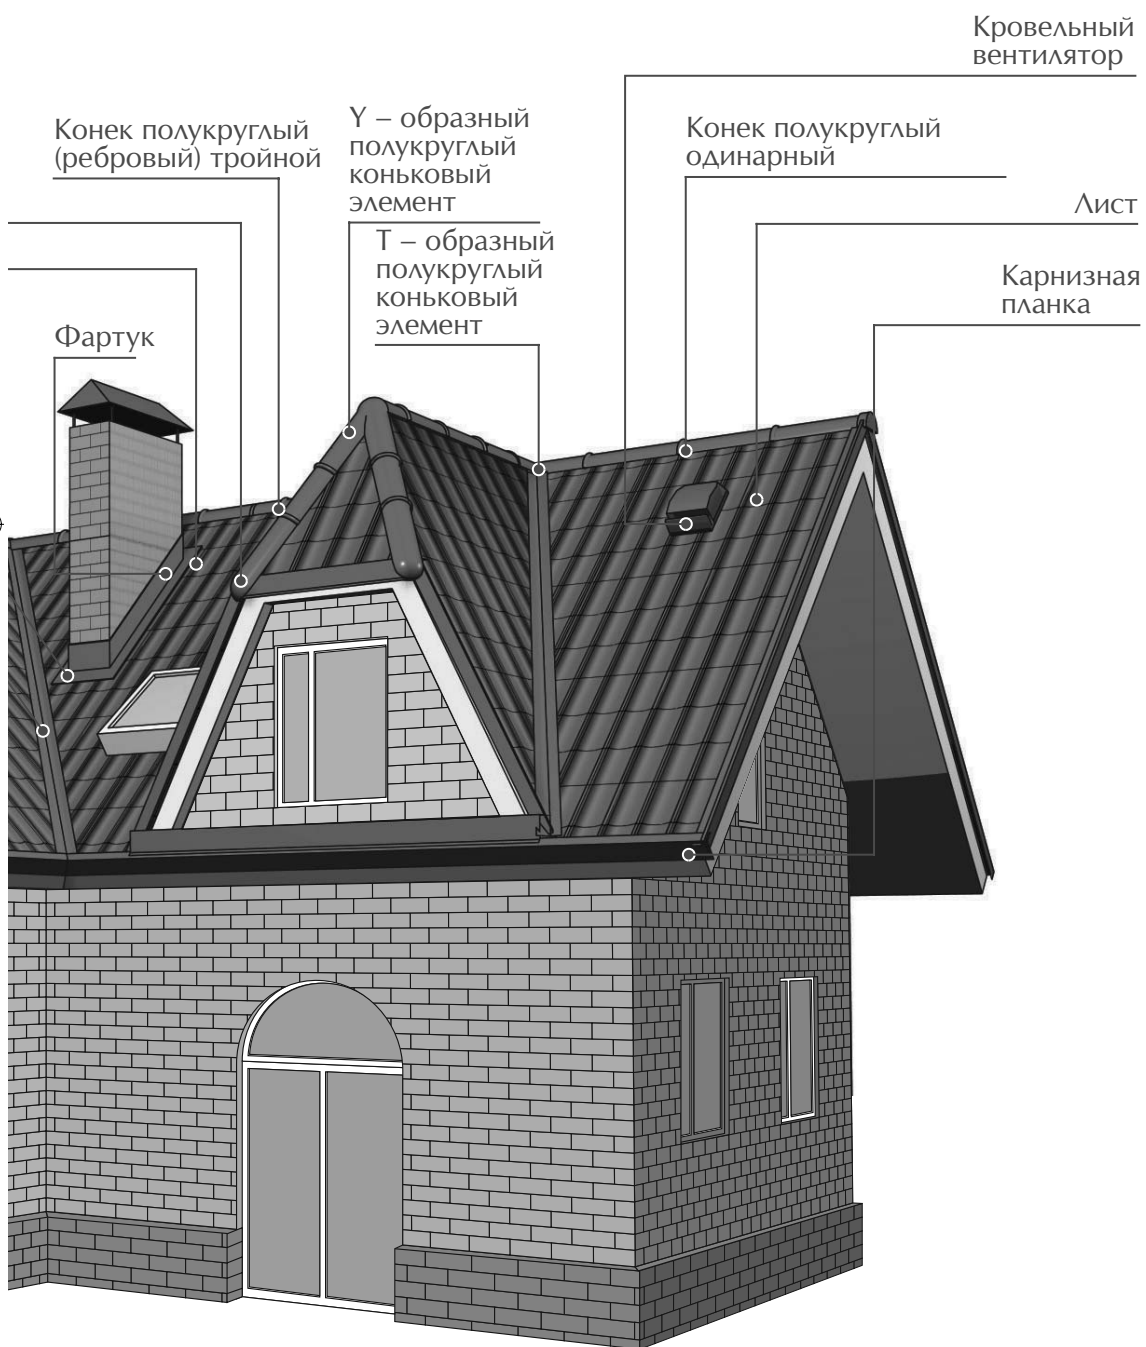 Кровельный
вентилятор
Конек полукруглый
(ребровый) тройной
Y – образный
полукруглый
коньковый
элемент
Конек полукруглый
одинарный
Лист
T – образный
полукруглый
коньковый
элемент
Карнизная
планка
Фартук